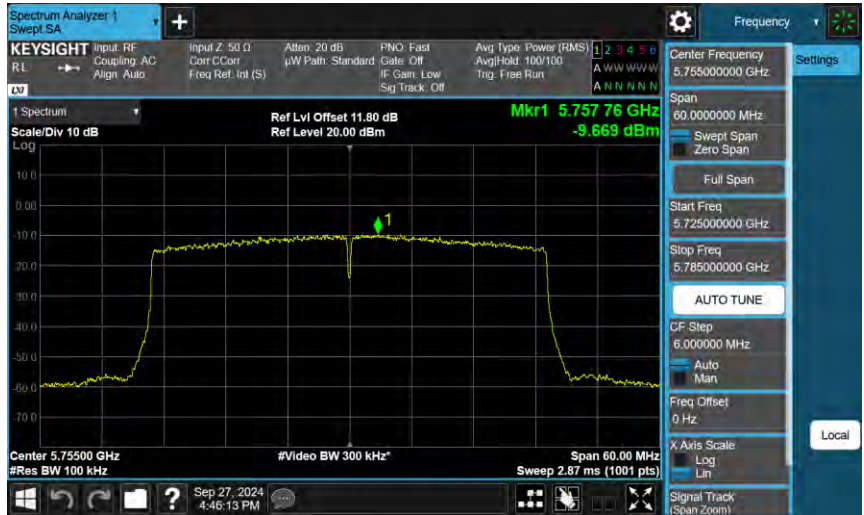 Spectrum Analyzer 1
Swept SA
+
Frequency
KEYSIGHT
RL
LXI
Input: RF
Coupling: AC
Align: Auto
Input Z: 50 Ω
Corr CCorr
Freq Ref: Int (S)
Atten: 20 dB
µW Path: Standard
PNO: Fast
Gate: Off
IF Gain: Low
Sig Track: Off
Avg Type: Power (RMS)
Avg|Hold: 100/100
Trig: Free Run
1 2 3 4 5 6
A W W W W W
A N N N N N
Center Frequency
5.755000000 GHz
Settings
Span
60.0000000 MHz
Swept Span
Zero Span
Full Span
Start Freq
5.725000000 GHz
Stop Freq
5.785000000 GHz
AUTO TUNE
CF Step
6.000000 MHz
Auto
Man
Freq Offset
0 Hz
X Axis Scale
Log
Lin
Signal Track
(Span Zoom)
Local
1 Spectrum
Scale/Div 10 dB
Ref Lvl Offset 11.80 dB
Ref Level 20.00 dBm
Mkr1 5.757 76 GHz
-9.669 dBm
Log
10.0
0.00
-10.0
-20.0
-30.0
-40.0
-50.0
-60.0
-70.0
1
Center 5.75500 GHz
#Res BW 100 kHz
#Video BW 300 kHz*
Span 60.00 MHz
Sweep 2.87 ms (1001 pts)
?
Sep 27, 2024
4:46:13 PM